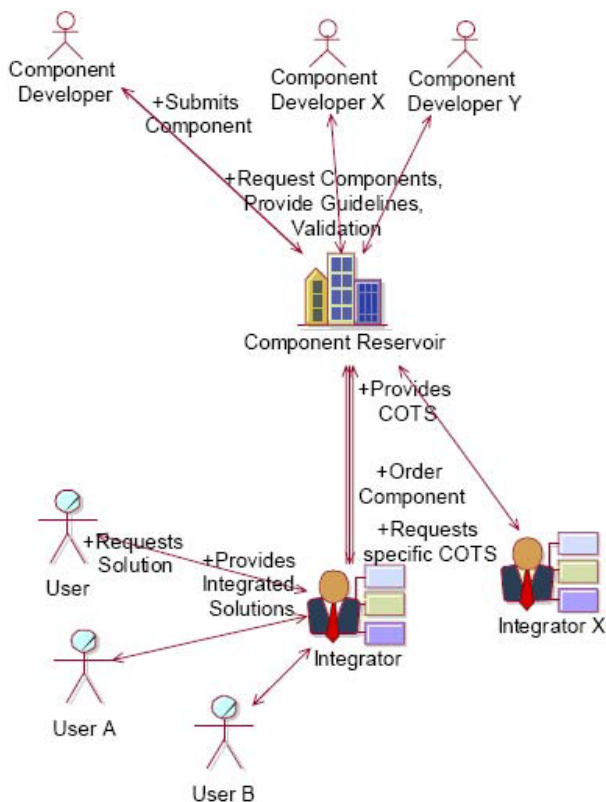 Component
Developer
Component
Developer X
Component
Developer Y
+Submits
Component
+Request Components,
Provide Guidelines,
Validation
Component Reservoir
+Provides
COTS
+Order
Component
+Requests
specific COTS
+Requests
Solution
+Provides
Integrated
Solutions
User
Integrator
Integrator X
User A
User B